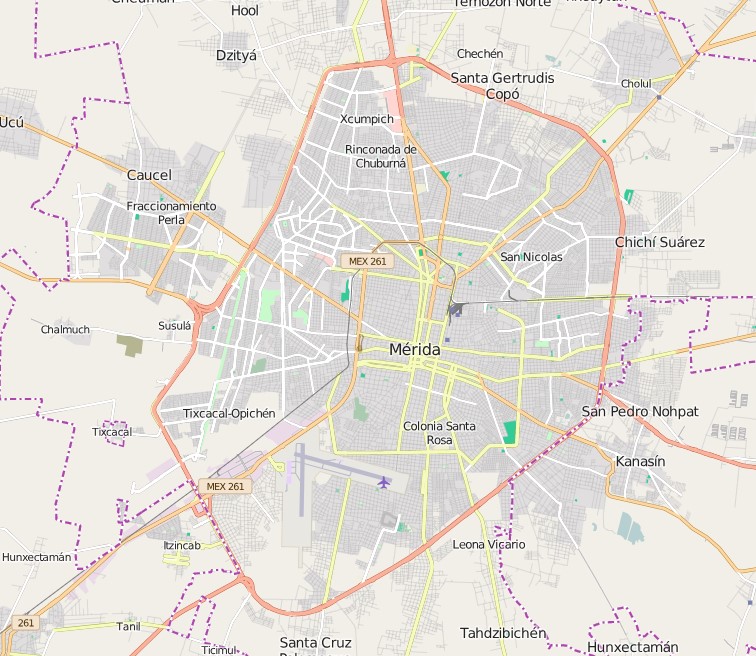 Cheuman
Hool
Temozón Norte
Dzityá
Chechén
Santa Gertrudis
Copó
Cholul
Ucú
Xcumpich
Rinconada de
Chuburná
Caucel
Fraccionamiento
Perla
Chichí Suárez
San Nicolas
MEX 261
Chalmuch
Susulá
Mérida
Tixcacal-Opichén
San Pedro Nohpat
Tixcacal
Colonia Santa
Rosa
Kanasín
MEX 261
Itzincab
Leona Vicario
Hunxectamán
261
Tanil
Ticimul
Santa Cruz
Tahdzibichén
Hunxectamán